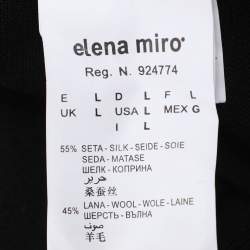 elena miro®
Reg. N. 924774
E L D L F L
UK L USA L MEX G
I L
55% SETA - SILK - SEIDE - SOIE
SEDA - MATASE
ШЕЛК - КОПРИНА
حرير
桑蚕丝
45% LANA - WOOL - WOLE - LAINE
ШЕРСТЬ - ВЪЛНА
صوف
羊毛